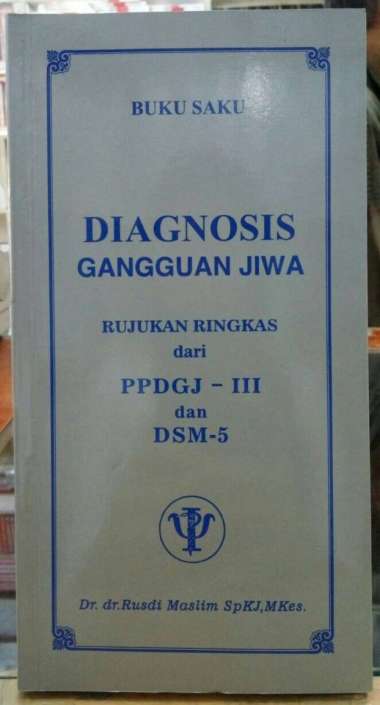 BUKU SAKU
DIAGNOSIS
GANGGUAN JIWA
RUJUKAN RINGKAS
dari
PPDGJ – III
dan
DSM-5
Dr. dr.Rusdi Maslim SpKJ,MKes.